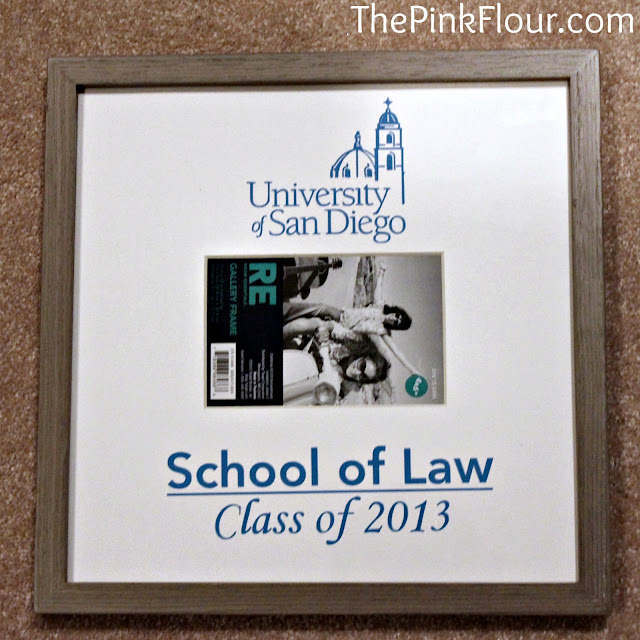 ThePinkFlour.com
University
of San Diego
RE
GALLERY FRAME
School of Law
Class of 2013